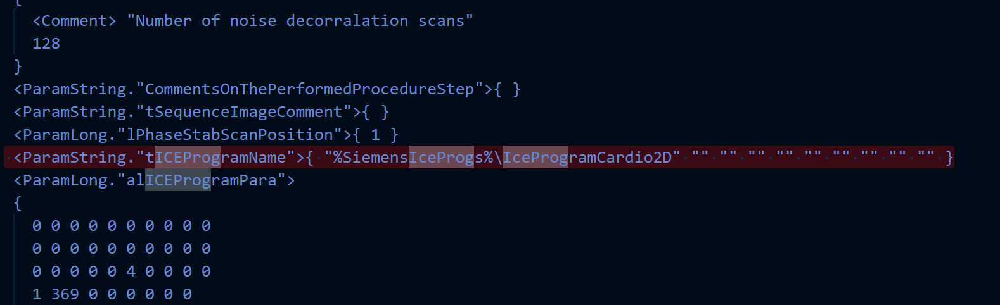 {
<Comment> "Number of noise decorralation scans"
128
}
<ParamString."CommentsOnThePerformedProcedureStep">{ }
<ParamString."tSequenceImageComment">{ }
<ParamLong."lPhaseStabScanPosition">{ 1 }
<ParamString."tICEProgramName">{ "%SiemensIceProgs%\IceProgramCardio2D" "" "" "" "" "" "" "" "" "" }
<ParamLong."alICEProgramPara">
{
0 0 0 0 0 0 0 0 0 0
0 0 0 0 0 0 0 0 0 0
0 0 0 0 0 4 0 0 0 0
1 369 0 0 0 0 0 0